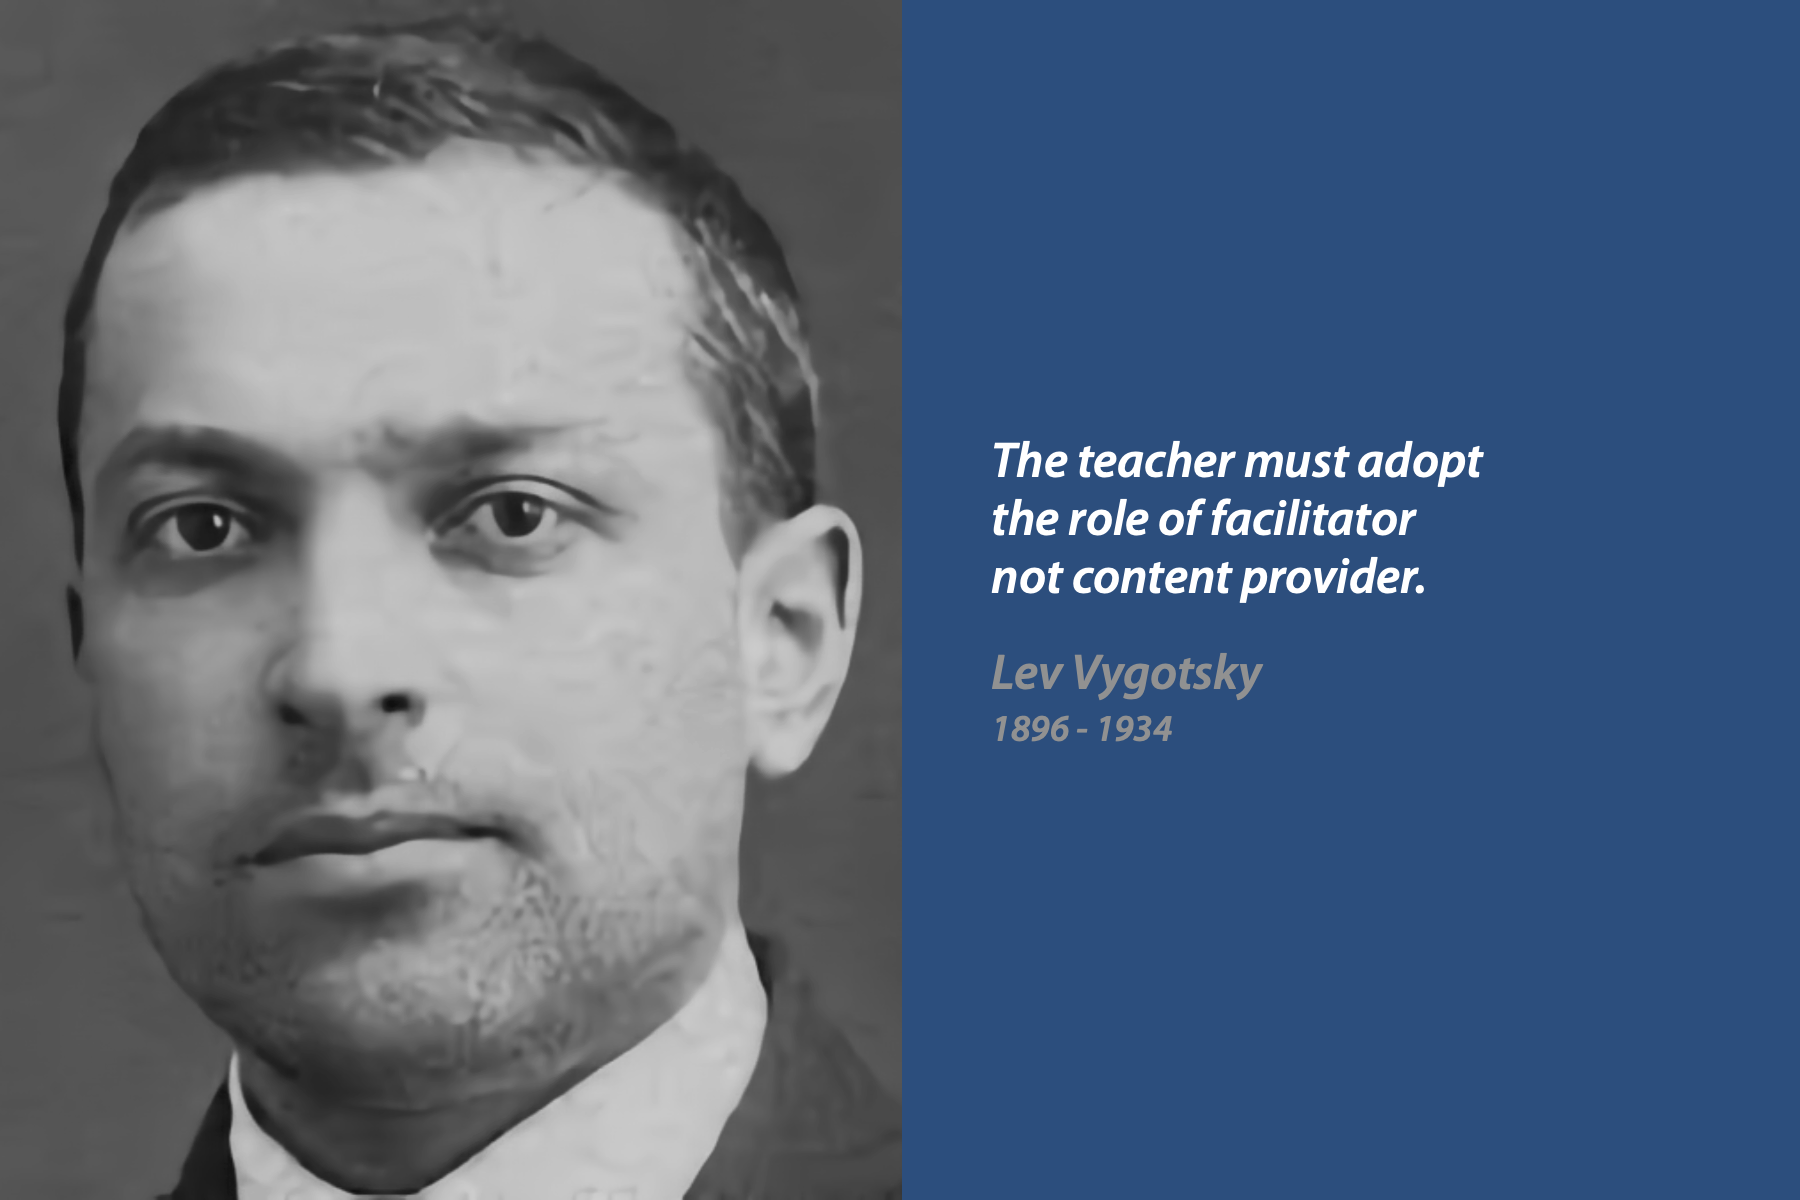 The teacher must adopt
the role of facilitator
not content provider.
Lev Vygotsky
1896 - 1934